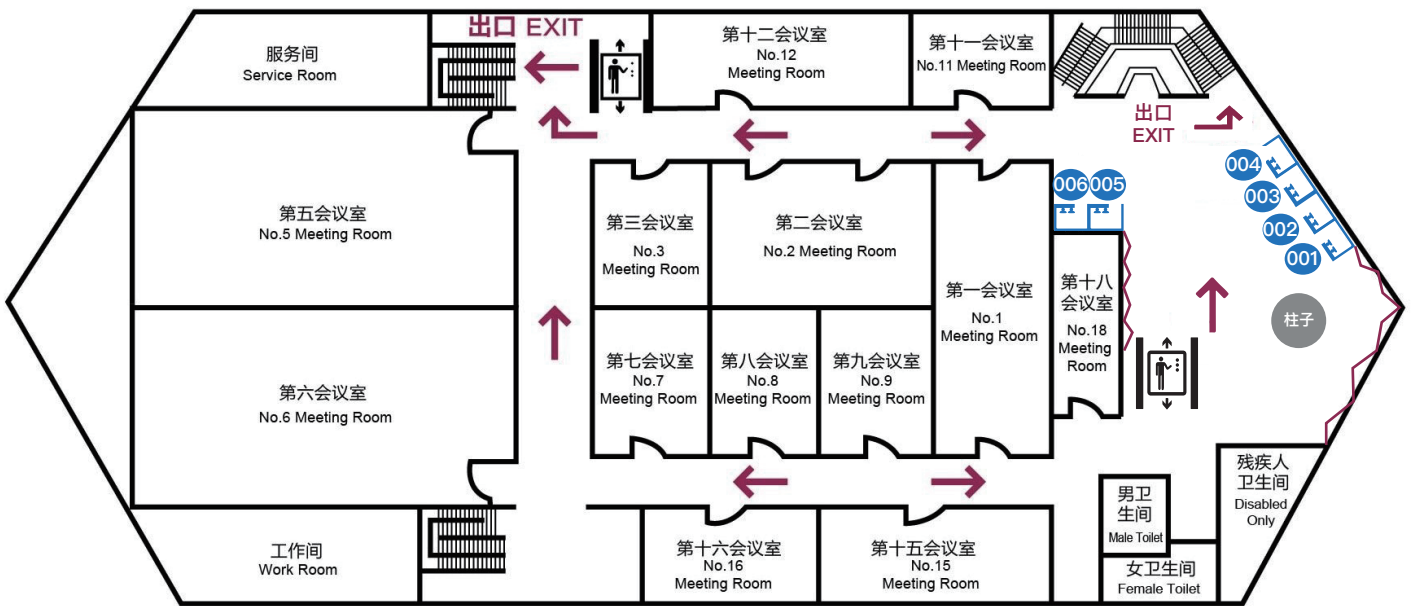 出口 EXIT
服务间
Service Room
第十二会议室
No.12
Meeting Room
第十一会议室
No.11 Meeting Room
出口
EXIT
004
003
002
001
006
005
第五会议室
No.5 Meeting Room
第三会议室
No.3
Meeting Room
第二会议室
No.2 Meeting Room
第一会议室
No.1
Meeting Room
第十八
会议室
No.18
Meeting
Room
柱子
第六会议室
No.6 Meeting Room
第七会议室
No.7
Meeting Room
第八会议室
No.8
Meeting Room
第九会议室
No.9
Meeting Room
残疾人
卫生间
Disabled
Only
男卫
生间
Male Toilet
女卫生间
Female Toilet
工作间
Work Room
第十六会议室
No.16
Meeting Room
第十五会议室
No.15
Meeting Room